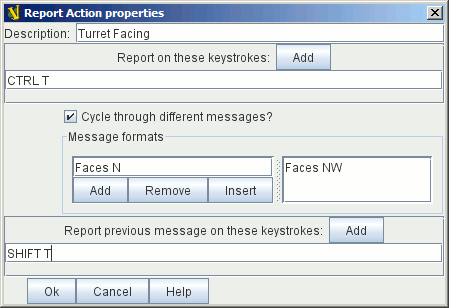 Report Action properties
Description: Turret Facing
Report on these keystrokes: Add
CTRL T
Cycle through different messages?
Message formats
Faces N
Faces NW
Add Remove Insert
Report previous message on these keystrokes: Add
SHIFT T
Ok Cancel Help